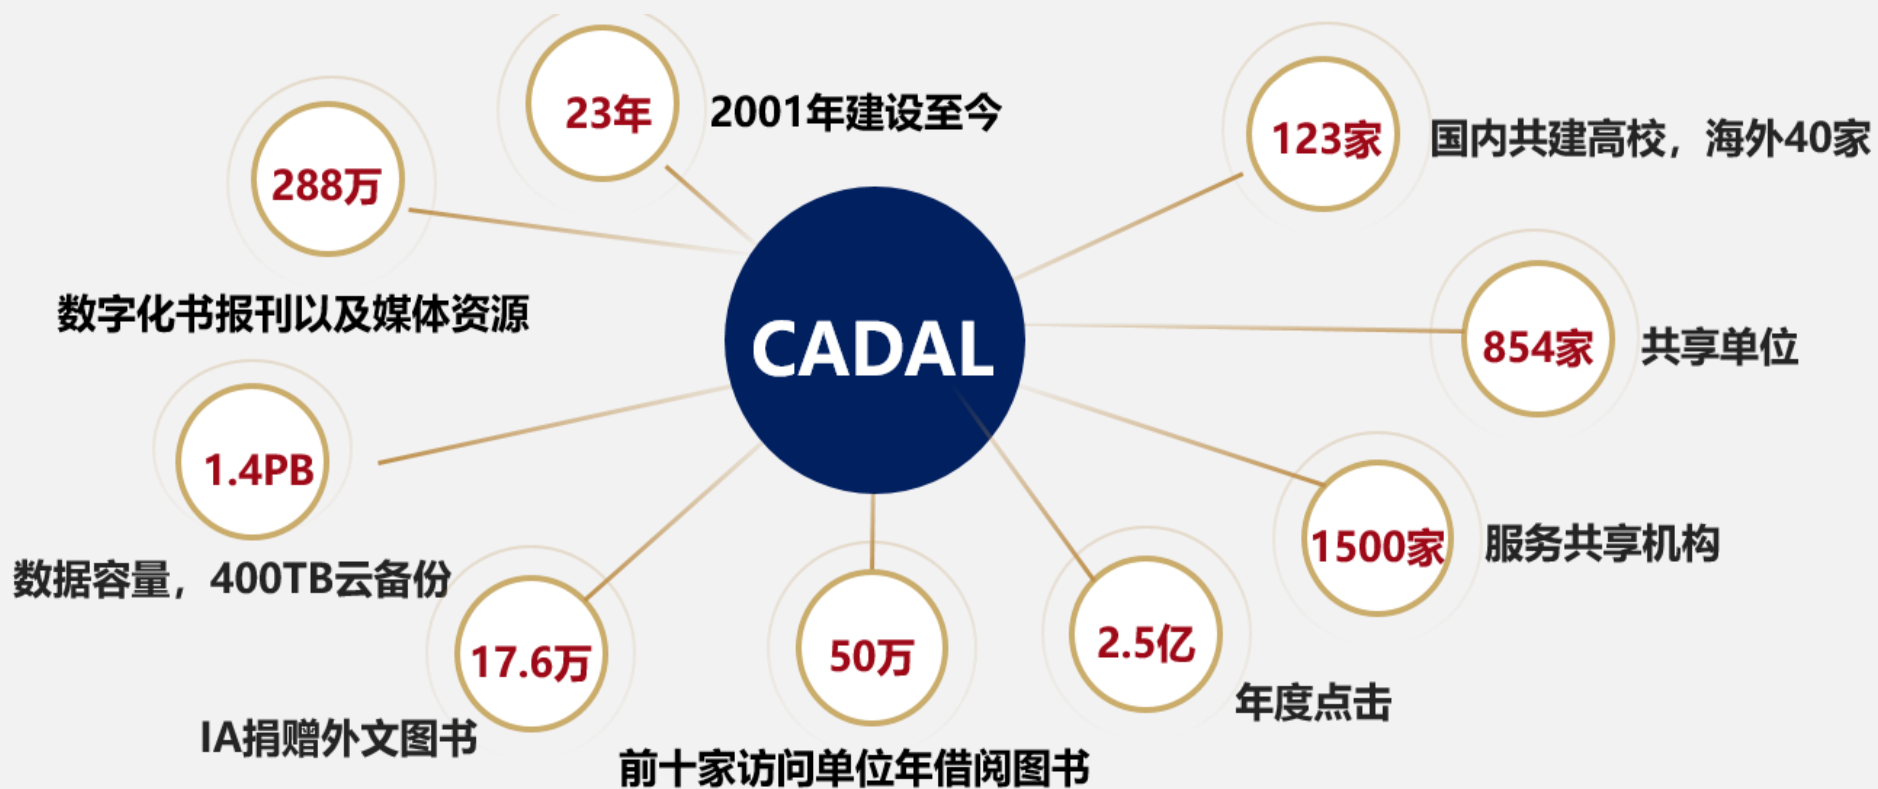 23年
2001年建设至今
123家
国内共建高校，海外40家
288万
数字化书报刊以及媒体资源
CADAL
854家
共享单位
1.4PB
数据容量，400TB云备份
1500家
服务共享机构
17.6万
IA捐赠外文图书
50万
前十家访问单位年借阅图书
2.5亿
年度点击